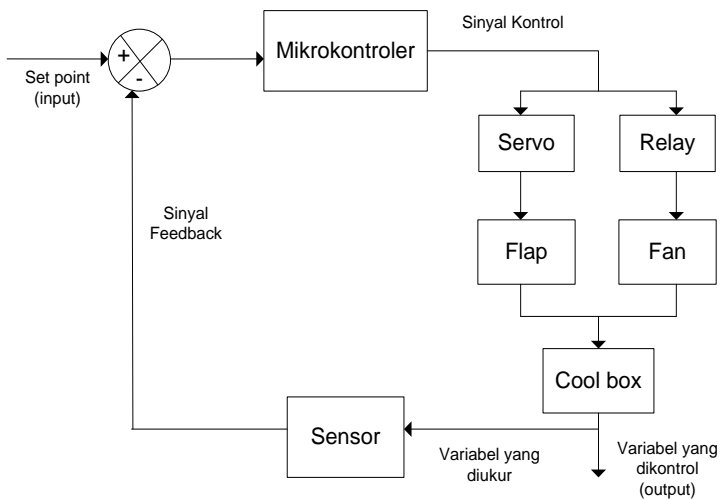 Sinyal Kontrol
+
-
Mikrokontroler
Set point
(input)
Servo
Relay
Sinyal
Feedback
Flap
Fan
Cool box
Sensor
Variabel yang
diukur
Variabel yang
dikontrol
(output)